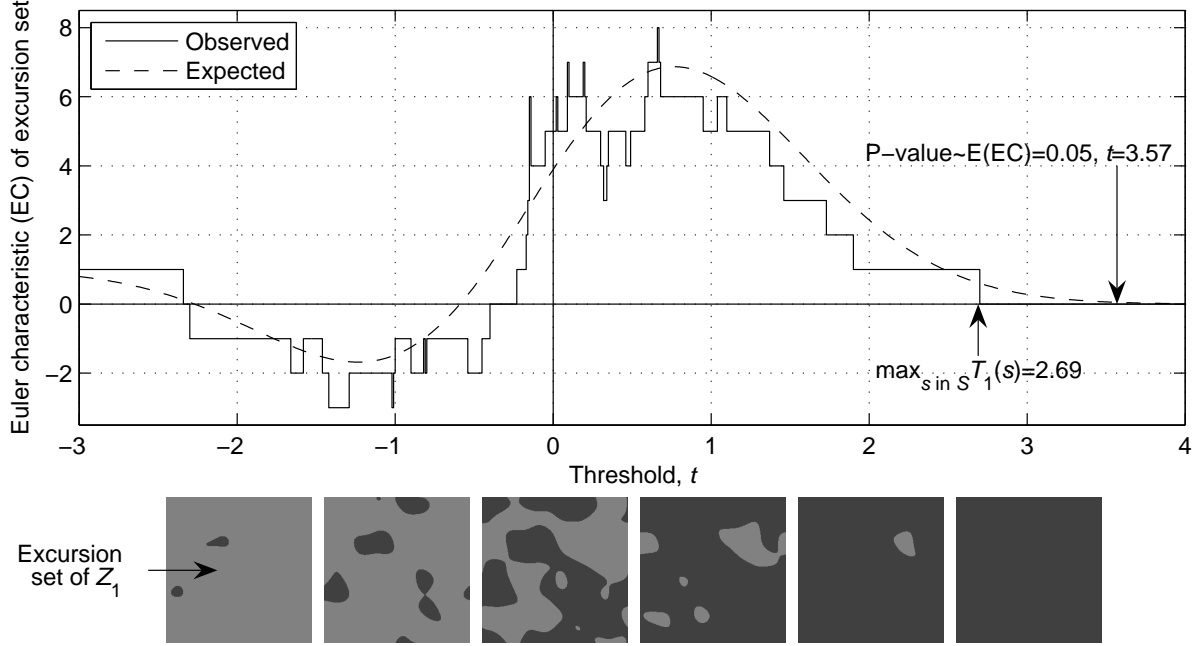 Euler characteristic (EC) of excursion set
8
6
4
2
0
−2
Observed
Expected
P−value~E(EC)=0.05, t=3.57
max s in S T1(s)=2.69
−3 −2 −1 0 1 2 3 4
Threshold, t
Excursion
set of Z1